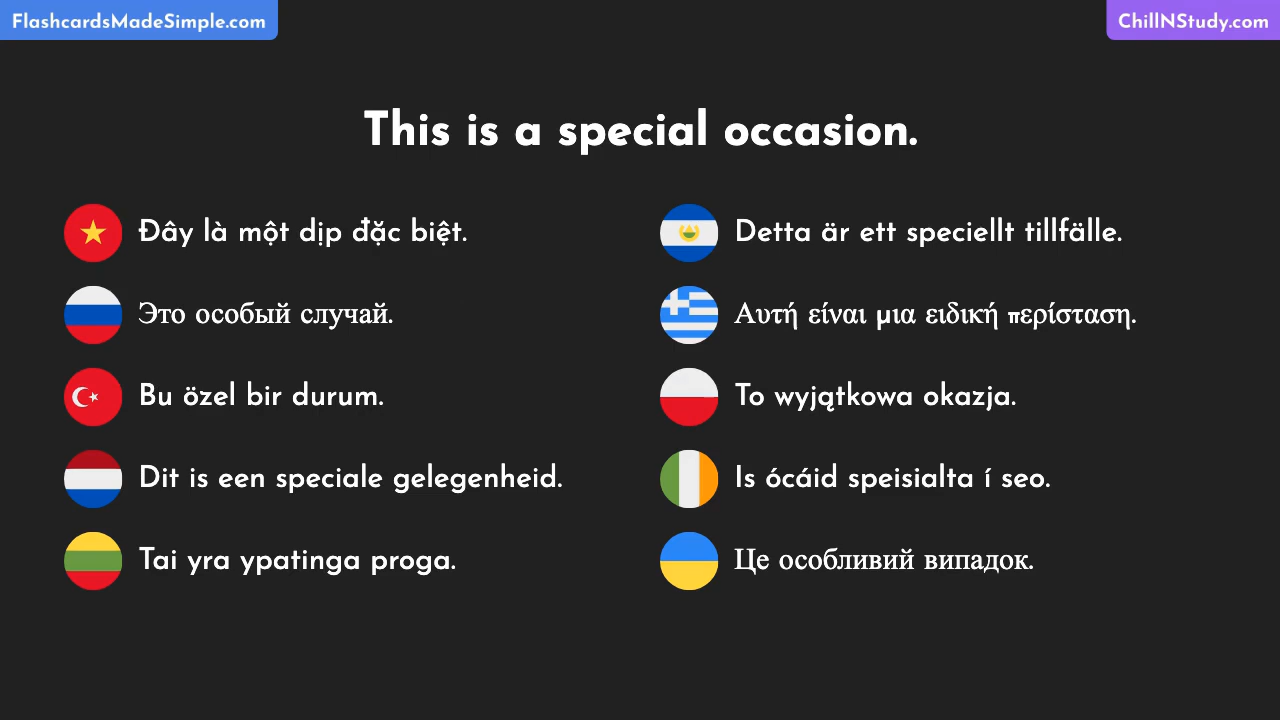 FlashcardsMadeSimple.com
ChillNStudy.com
This is a special occasion.
Đây là một dịp đặc biệt.
Это особый случай.
Bu özel bir durum.
Dit is een speciale gelegenheid.
Tai yra ypatinga proga.
Detta är ett speciellt tillfälle.
Αυτή είναι μια ειδική περίσταση.
To wyjątkowa okazja.
Is ócáid speisialta í seo.
Це особливий випадок.